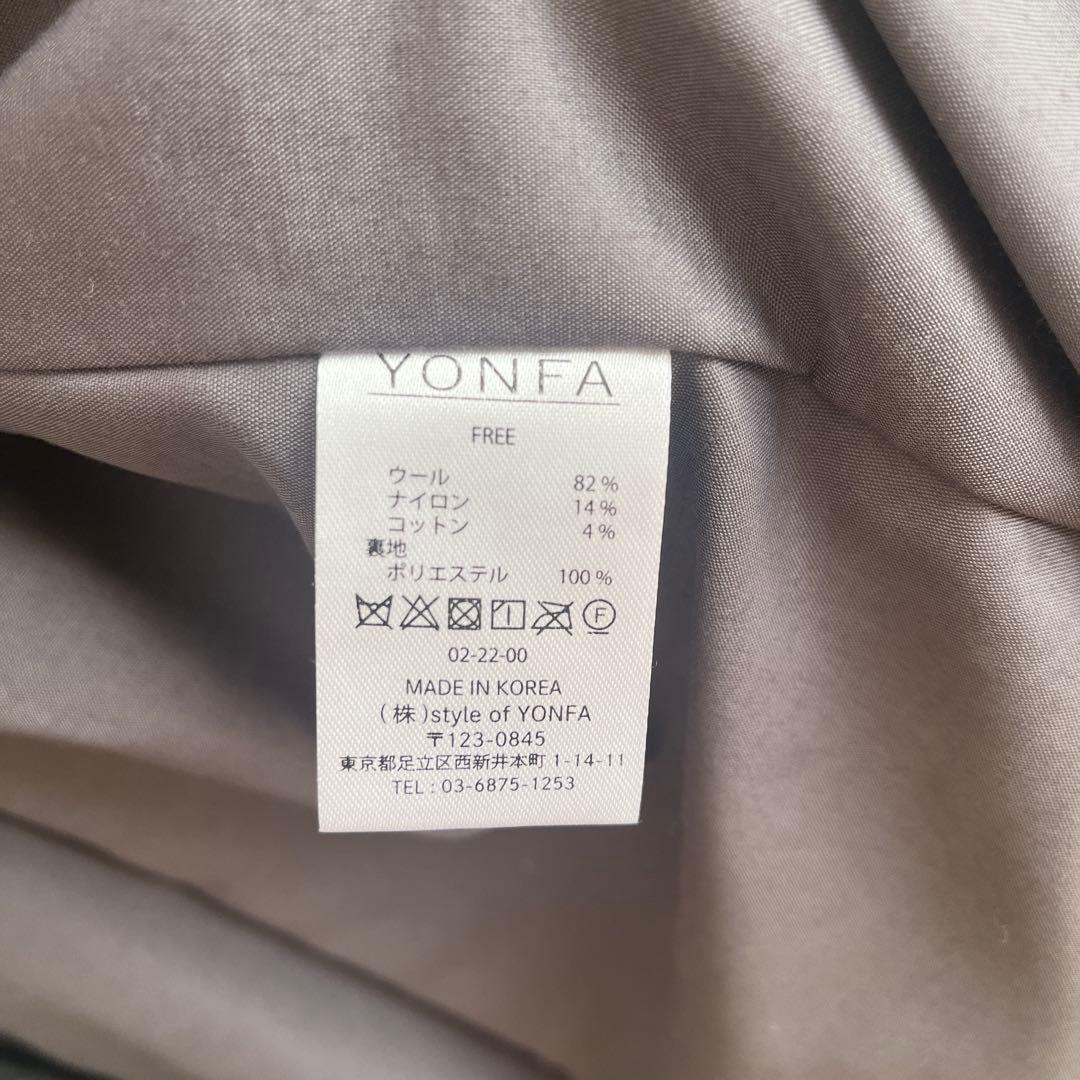 YONFA
FREE
ウール 82%
ナイロン 14%
コットン 4%
裏地
ポリエステル 100%
F
02-22-00
MADE IN KOREA
(株)style of YONFA
〒123-0845
東京都足立区西新井本町 1-14-11
TEL : 03-6875-1253